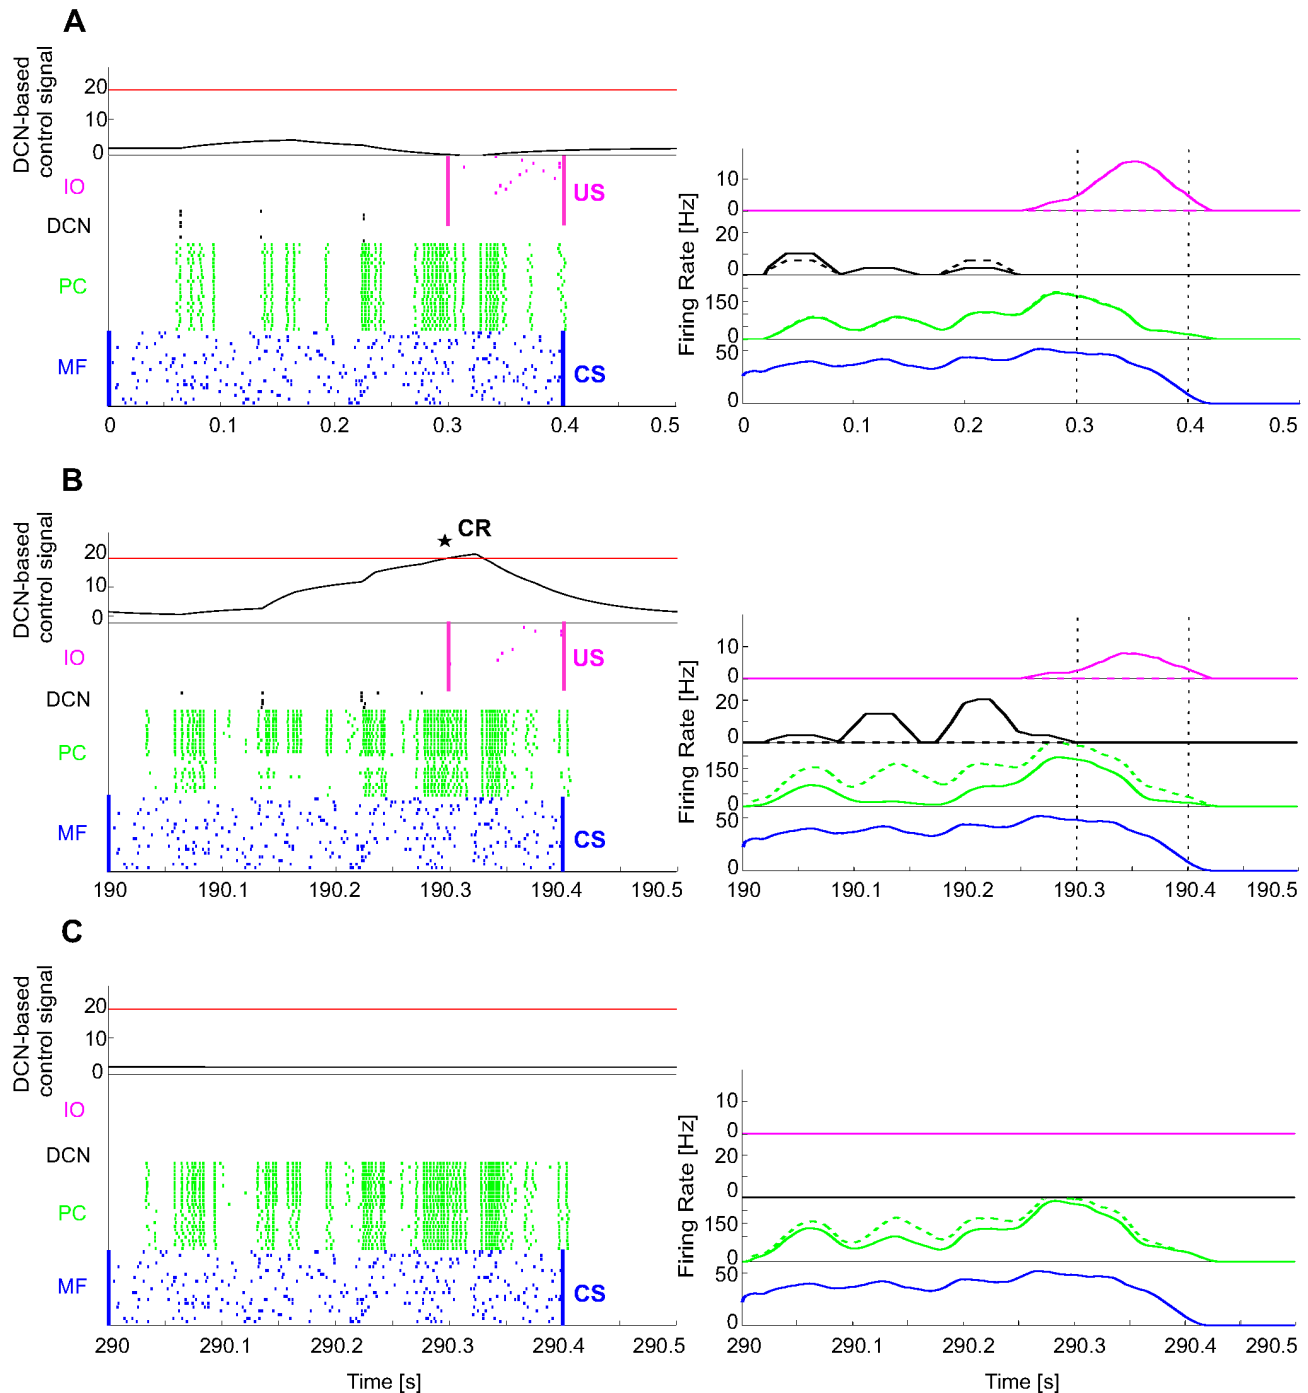 A
DCN-based
control signal
20
10
0
IO
US
DCN
PC
MF
CS
0 0.1 0.2 0.3 0.4 0.5
Firing Rate [Hz]
10
0
20
0
150
0
50
0
0 0.1 0.2 0.3 0.4 0.5
B
DCN-based
control signal
★ CR
20
10
0
IO
US
DCN
PC
MF
CS
190 190.1 190.2 190.3 190.4 190.5
Firing Rate [Hz]
10
0
20
0
150
0
50
0
190 190.1 190.2 190.3 190.4 190.5
C
DCN-based
control signal
20
10
0
IO
DCN
PC
MF
CS
290 290.1 290.2 290.3 290.4 290.5
Time [s]
Firing Rate [Hz]
10
0
20
0
150
0
50
0
290 290.1 290.2 290.3 290.4 290.5
Time [s]